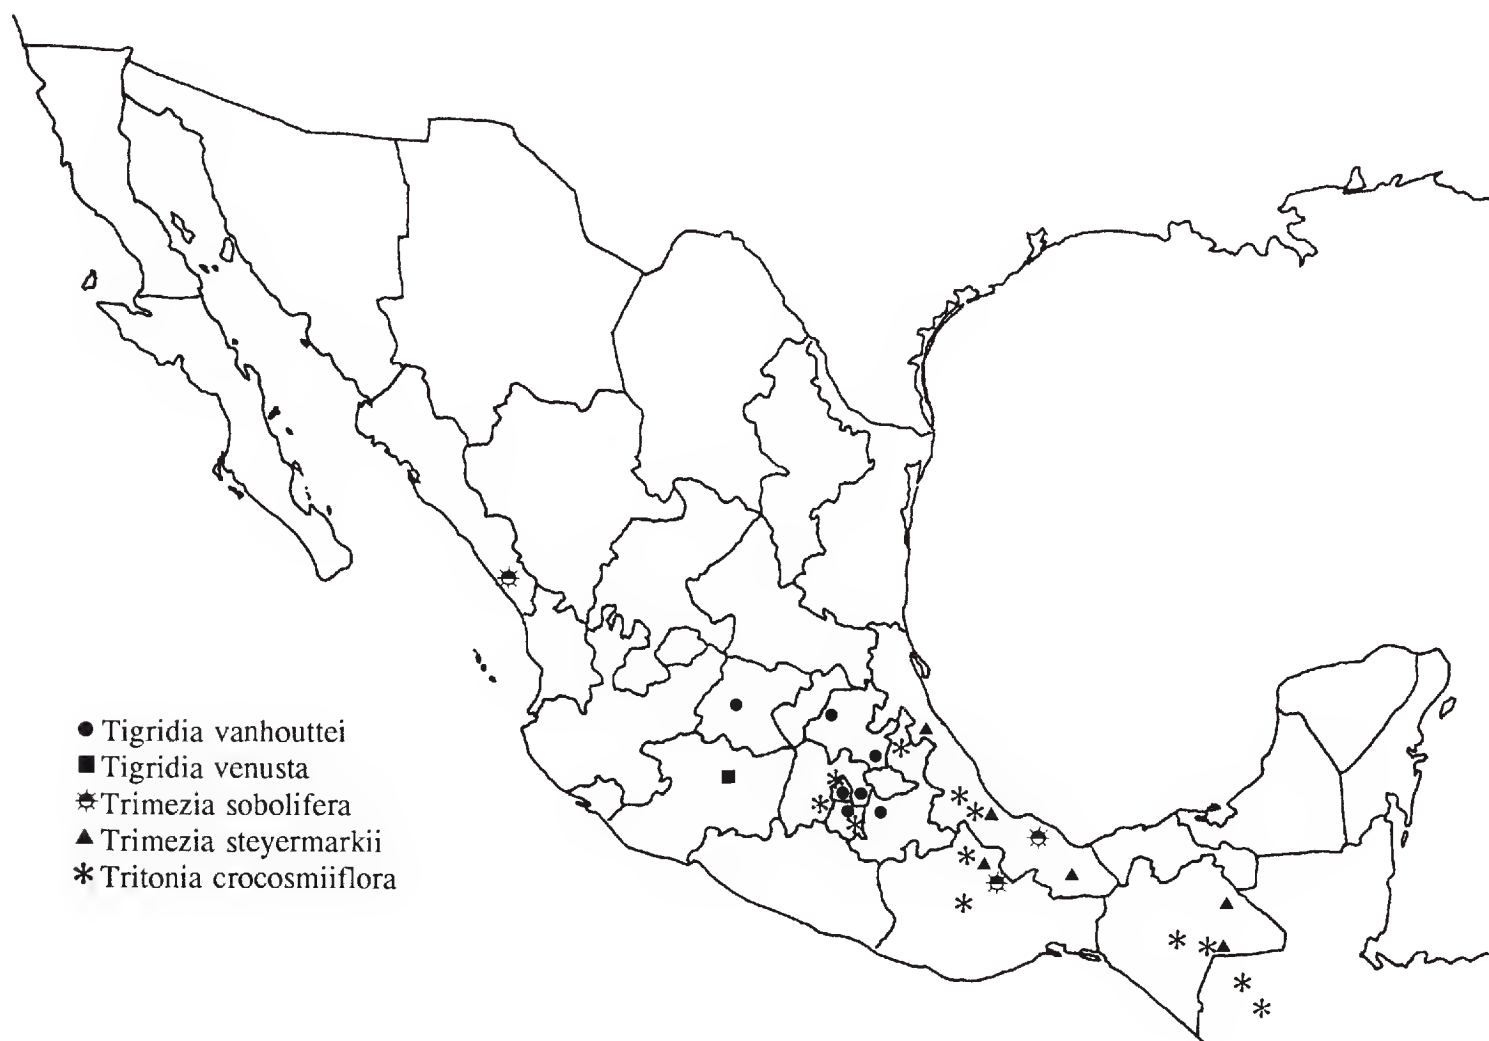 Tigridia vanhouttei
Tigridia venusta
Trimezia sobolifera
Trimezia steyermarkii
Tritonia crocosmiiflora